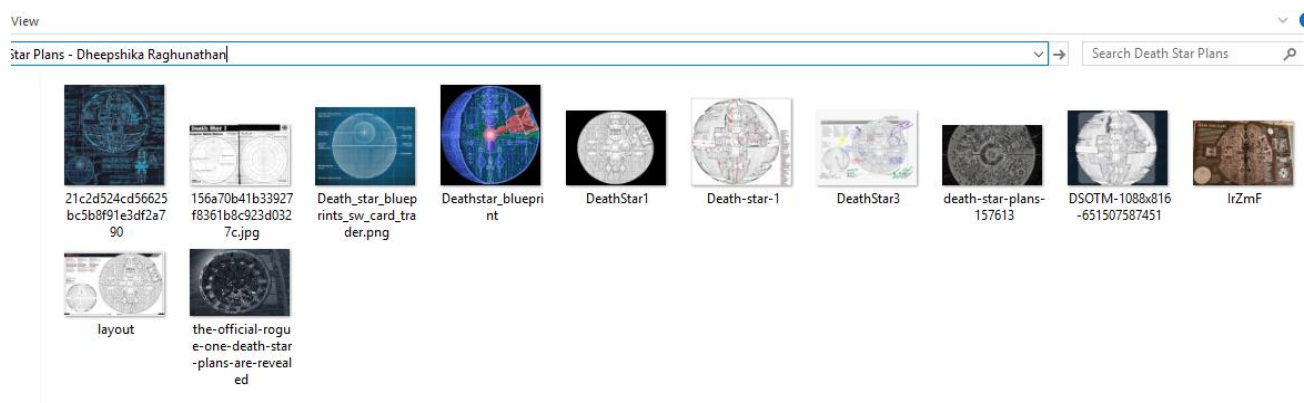 View
Star Plans - Dheepshika Raghunathan
Search Death Star Plans
21c2d524cd56625
bc5b8f91e3df2a7
90
156a70b41b33927
f8361b8c923d032
7c.jpg
Death_star_bluep
rints_sw_card_tra
der.png
Deathstar_bluepri
nt
DeathStar1
Death-star-1
DeathStar3
death-star-plans-
157613
DSOTM-1088x816
-651507587451
IrZmF
layout
the-official-rogu
e-one-death-star
-plans-are-reveal
ed